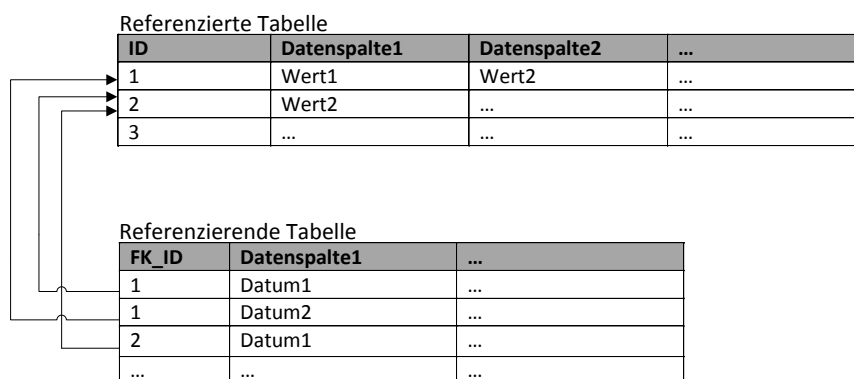 Referenzierte Tabelle
ID Datenspalte1 Datenspalte2 ...
1 Wert1 Wert2 ...
2 Wert2 ... ...
3 ... ... ...
Referenzierende Tabelle
FK_ID Datenspalte1 ...
1 Datum1 ...
1 Datum2 ...
2 Datum1 ...
... ... ...